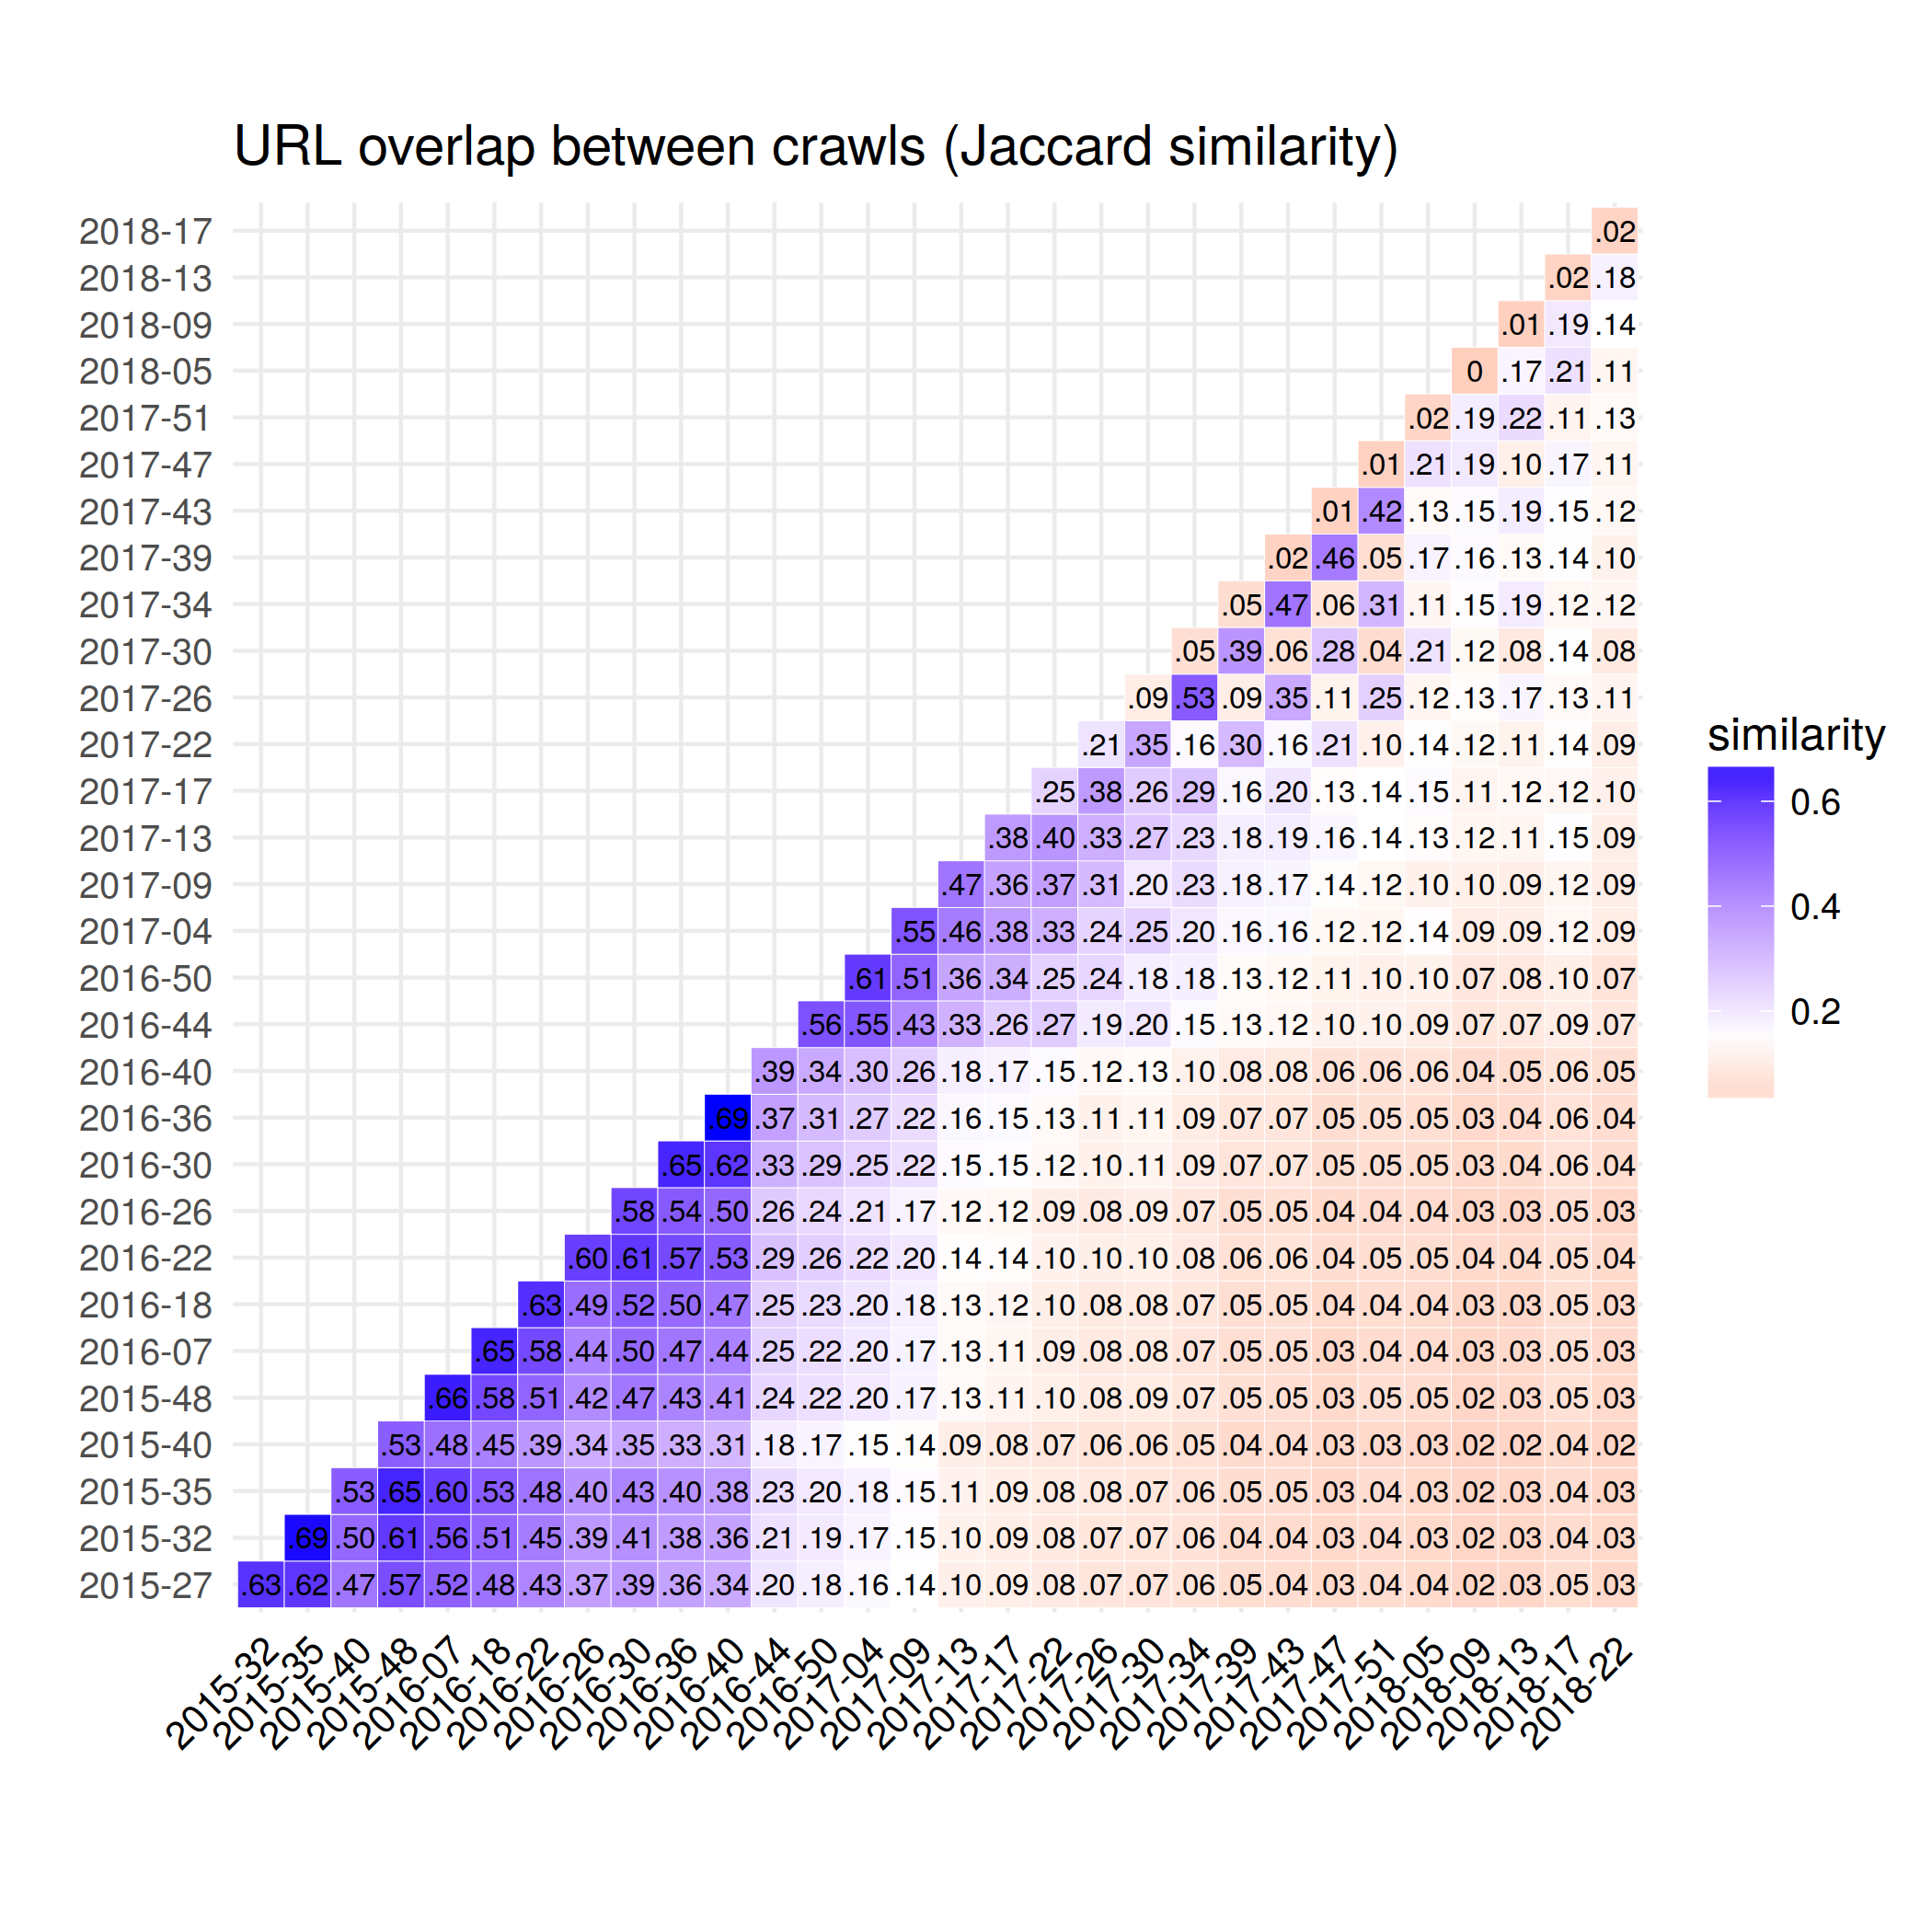 URL overlap between crawls (Jaccard similarity)
2018-17 .02
2018-13 .02 .18
2018-09 .01 .19 .14
2018-05 0 .17 .21 .11
2017-51 .02 .19 .22 .11 .13
2017-47 .01 .21 .19 .10 .17 .11
2017-43 .01 .42 .13 .15 .19 .15 .12
2017-39 .02 .46 .05 .17 .16 .13 .14 .10
2017-34 .05 .47 .06 .31 .11 .15 .19 .12 .12
2017-30 .05 .39 .06 .28 .04 .21 .12 .08 .14 .08
2017-26 .09 .53 .09 .35 .11 .25 .12 .13 .17 .13 .11
2017-22 .21 .35 .16 .30 .16 .21 .10 .14 .12 .11 .14 .09
2017-17 .25 .38 .26 .29 .16 .20 .13 .14 .15 .11 .12 .12 .10
2017-13 .38 .40 .33 .27 .23 .18 .19 .16 .14 .13 .12 .11 .15 .09
2017-09 .47 .36 .37 .31 .20 .23 .18 .17 .14 .12 .10 .10 .09 .12 .09
2017-04 .55 .46 .38 .33 .24 .25 .20 .16 .16 .12 .12 .14 .09 .09 .12 .09
2016-50 .61 .51 .36 .34 .25 .24 .18 .18 .13 .12 .11 .10 .10 .07 .08 .10 .07
2016-44 .56 .55 .43 .33 .26 .27 .19 .20 .15 .13 .12 .10 .10 .09 .07 .07 .09 .07
2016-40 .39 .34 .30 .26 .18 .17 .15 .12 .13 .10 .08 .08 .06 .06 .06 .04 .05 .06 .05
2016-36 .69 .37 .31 .27 .22 .16 .15 .13 .11 .11 .09 .07 .07 .05 .05 .05 .03 .04 .06 .04
2016-30 .65 .62 .33 .29 .25 .22 .15 .15 .12 .10 .11 .09 .07 .07 .05 .05 .05 .03 .04 .06 .04
2016-26 .58 .54 .50 .26 .24 .21 .17 .12 .12 .09 .08 .09 .07 .05 .05 .04 .04 .04 .03 .03 .05 .03
2016-22 .60 .61 .57 .53 .29 .26 .22 .20 .14 .14 .10 .10 .10 .08 .06 .06 .04 .05 .05 .04 .04 .05 .04
2016-18 .63 .49 .52 .50 .47 .25 .23 .20 .18 .13 .12 .10 .08 .08 .07 .05 .05 .04 .04 .04 .03 .03 .05 .03
2016-07 .65 .58 .44 .50 .47 .44 .25 .22 .20 .17 .13 .11 .09 .08 .08 .07 .05 .05 .03 .04 .04 .03 .03 .05 .03
2015-48 .66 .58 .51 .42 .47 .43 .41 .24 .22 .20 .17 .13 .11 .10 .08 .09 .07 .05 .05 .03 .05 .05 .02 .03 .05 .03
2015-40 .53 .48 .45 .39 .34 .35 .33 .31 .18 .17 .15 .14 .09 .08 .07 .06 .06 .05 .04 .04 .03 .03 .03 .02 .02 .04 .02
2015-35 .53 .65 .60 .53 .48 .40 .43 .40 .38 .23 .20 .18 .15 .11 .09 .08 .08 .07 .06 .05 .05 .03 .04 .03 .02 .03 .04 .03
2015-32 .69 .50 .61 .56 .51 .45 .39 .41 .38 .36 .21 .19 .17 .15 .10 .09 .08 .07 .07 .06 .04 .04 .03 .04 .03 .02 .03 .04 .03
2015-27 .63 .62 .47 .57 .52 .48 .43 .37 .39 .36 .34 .20 .18 .16 .14 .10 .09 .08 .07 .07 .06 .05 .04 .03 .04 .04 .02 .03 .05 .03
2015-32 2015-35 2015-40 2015-48 2016-07 2016-18 2016-22 2016-26 2016-30 2016-36 2016-40 2016-44 2016-50 2017-04 2017-09 2017-13 2017-17 2017-22 2017-26 2017-30 2017-34 2017-39 2017-43 2017-47 2017-51 2018-05 2018-09 2018-13 2018-17 2018-22
similarity
0.6
0.4
0.2